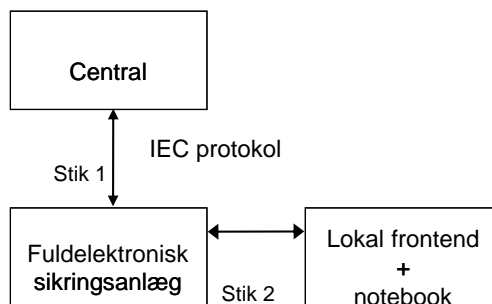 Central
IEC protokol
Stik 1
Fuldelektronisk
sikringsanlæg
Stik 2
Lokal frontend
+
notebook